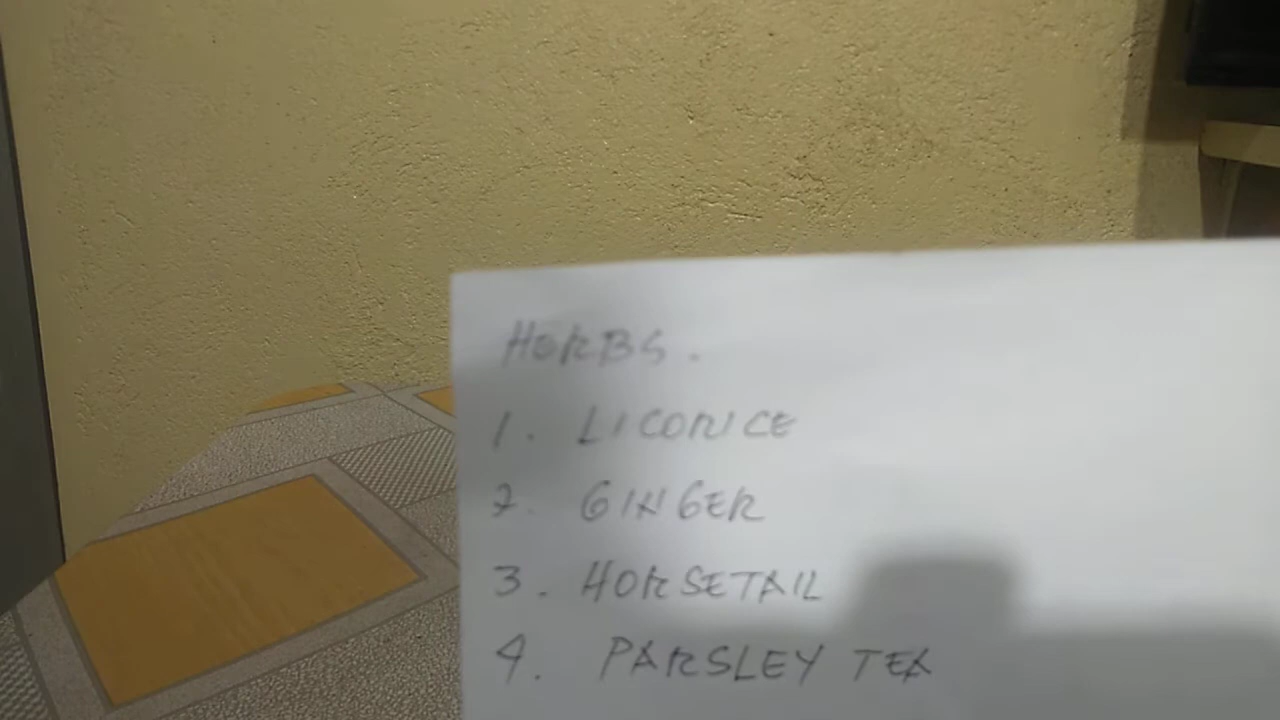 HERBS.
1. LICORICE
2. GINGER
3. HORSETAIL
4. PARSLEY TEA